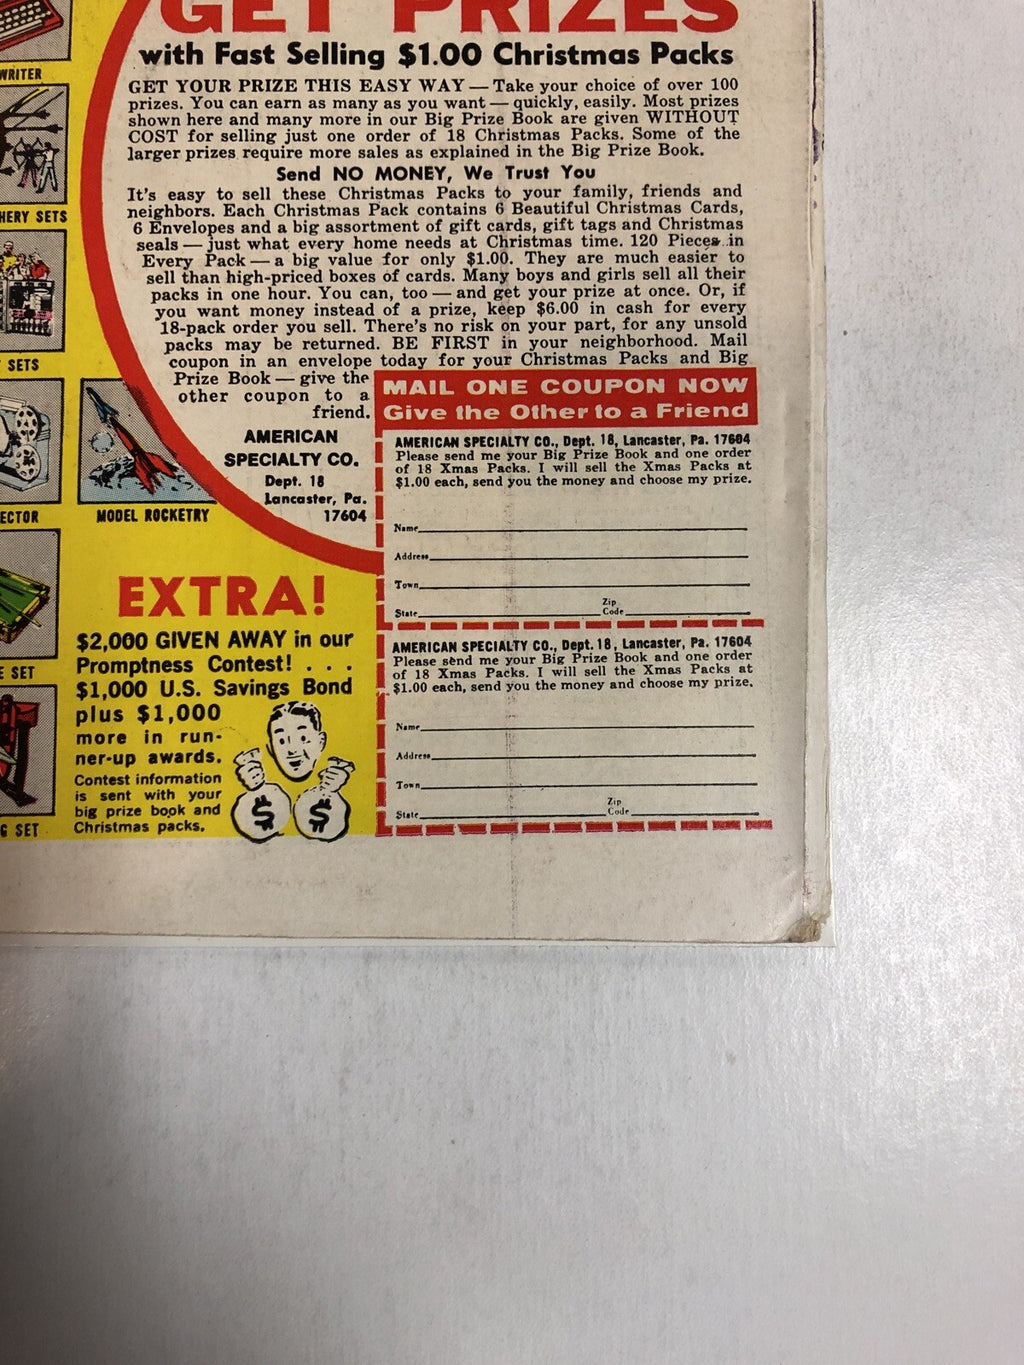 GET PRIZES
with Fast Selling $1.00 Christmas Packs
GET YOUR PRIZE THIS EASY WAY — Take your choice of over 100
prizes. You can earn as many as you want — quickly, easily. Most prizes
shown here and many more in our Big Prize Book are given WITHOUT
COST for selling just one order of 18 Christmas Packs. Some of the
larger prizes require more sales as explained in the Big Prize Book.
Send NO MONEY, We Trust You
It's easy to sell these Christmas Packs to your family, friends and
neighbors. Each Christmas Pack contains 6 Beautiful Christmas Cards,
6 Envelopes and a big assortment of gift cards, gift tags and Christmas
seals — just what every home needs at Christmas time. 120 Pieces in
Every Pack — a big value for only $1.00. They are much easier to
sell than high-priced boxes of cards. Many boys and girls sell all their
packs in one hour. You can, too — and get your prize at once. Or, if
you want money instead of a prize, keep $6.00 in cash for every
18-pack order you sell. There's no risk on your part, for any unsold
packs may be returned. BE FIRST in your neighborhood. Mail
coupon in an envelope today for your Christmas Packs and Big
Prize Book — give the
other coupon to a
friend.
AMERICAN
SPECIALTY CO.
Dept. 18
Lancaster, Pa.
17604
WRITER
HERY SETS
SETS
ECTOR
MODEL ROCKETRY
E SET
G SET
EXTRA!
$2,000 GIVEN AWAY in our
Promptness Contest! . . .
$1,000 U.S. Savings Bond
plus $1,000
more in run-
ner-up awards.
Contest information
is sent with your
big prize book and
Christmas packs.
$ $
MAIL ONE COUPON NOW
Give the Other to a Friend
AMERICAN SPECIALTY CO., Dept. 18, Lancaster, Pa. 17604
Please send me your Big Prize Book and one order
of 18 Xmas Packs. I will sell the Xmas Packs at
$1.00 each, send you the money and choose my prize.
Name
Address
Town
State Zip Code
AMERICAN SPECIALTY CO., Dept. 18, Lancaster, Pa. 17604
Please send me your Big Prize Book and one order
of 18 Xmas Packs. I will sell the Xmas Packs at
$1.00 each, send you the money and choose my prize.
Name
Address
Town
State Zip Code